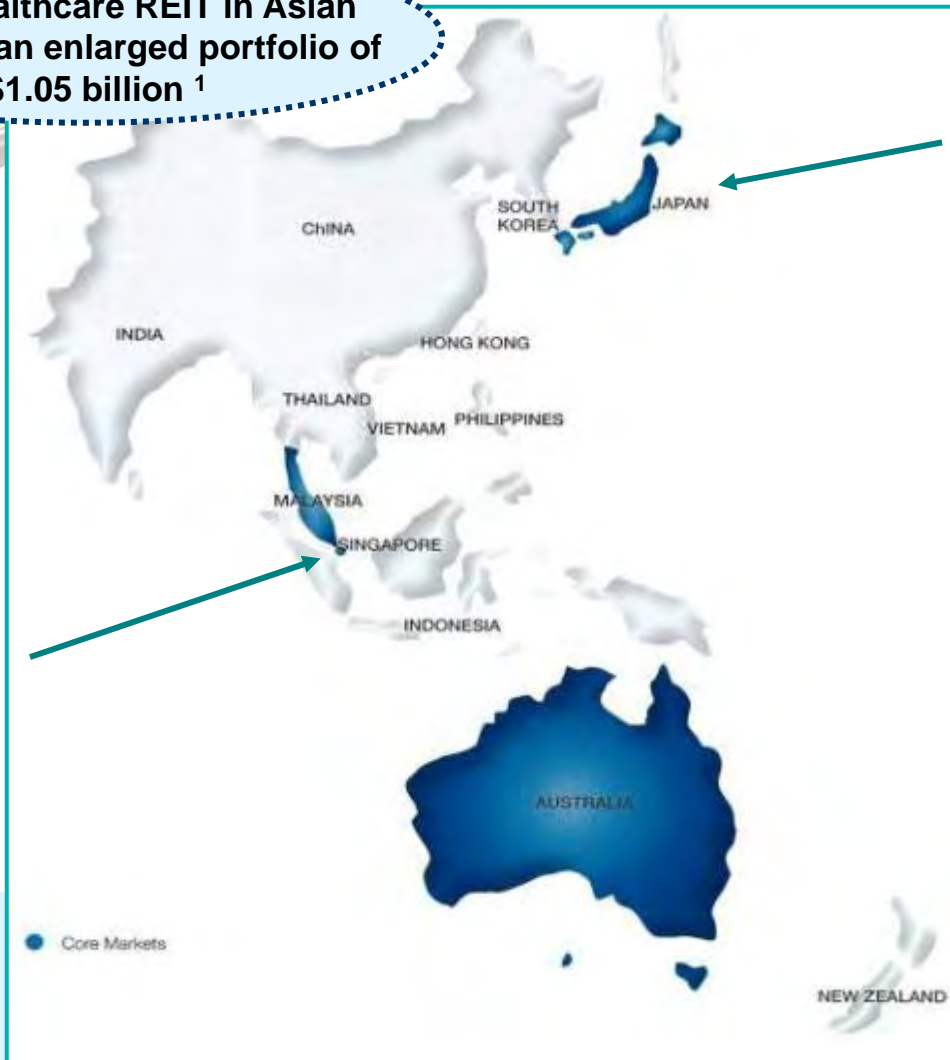 althcare REIT in Asian
an enlarged portfolio of
$1.05 billion ¹
SOUTH
KOREA
JAPAN
ChINA
INDIA
HONG KONG
THAILAND
VIETNAM
PHILIPPINES
MALAYSIA
SINGAPORE
INDONESIA
AUSTRALIA
Core Markets
NEW ZEALAND